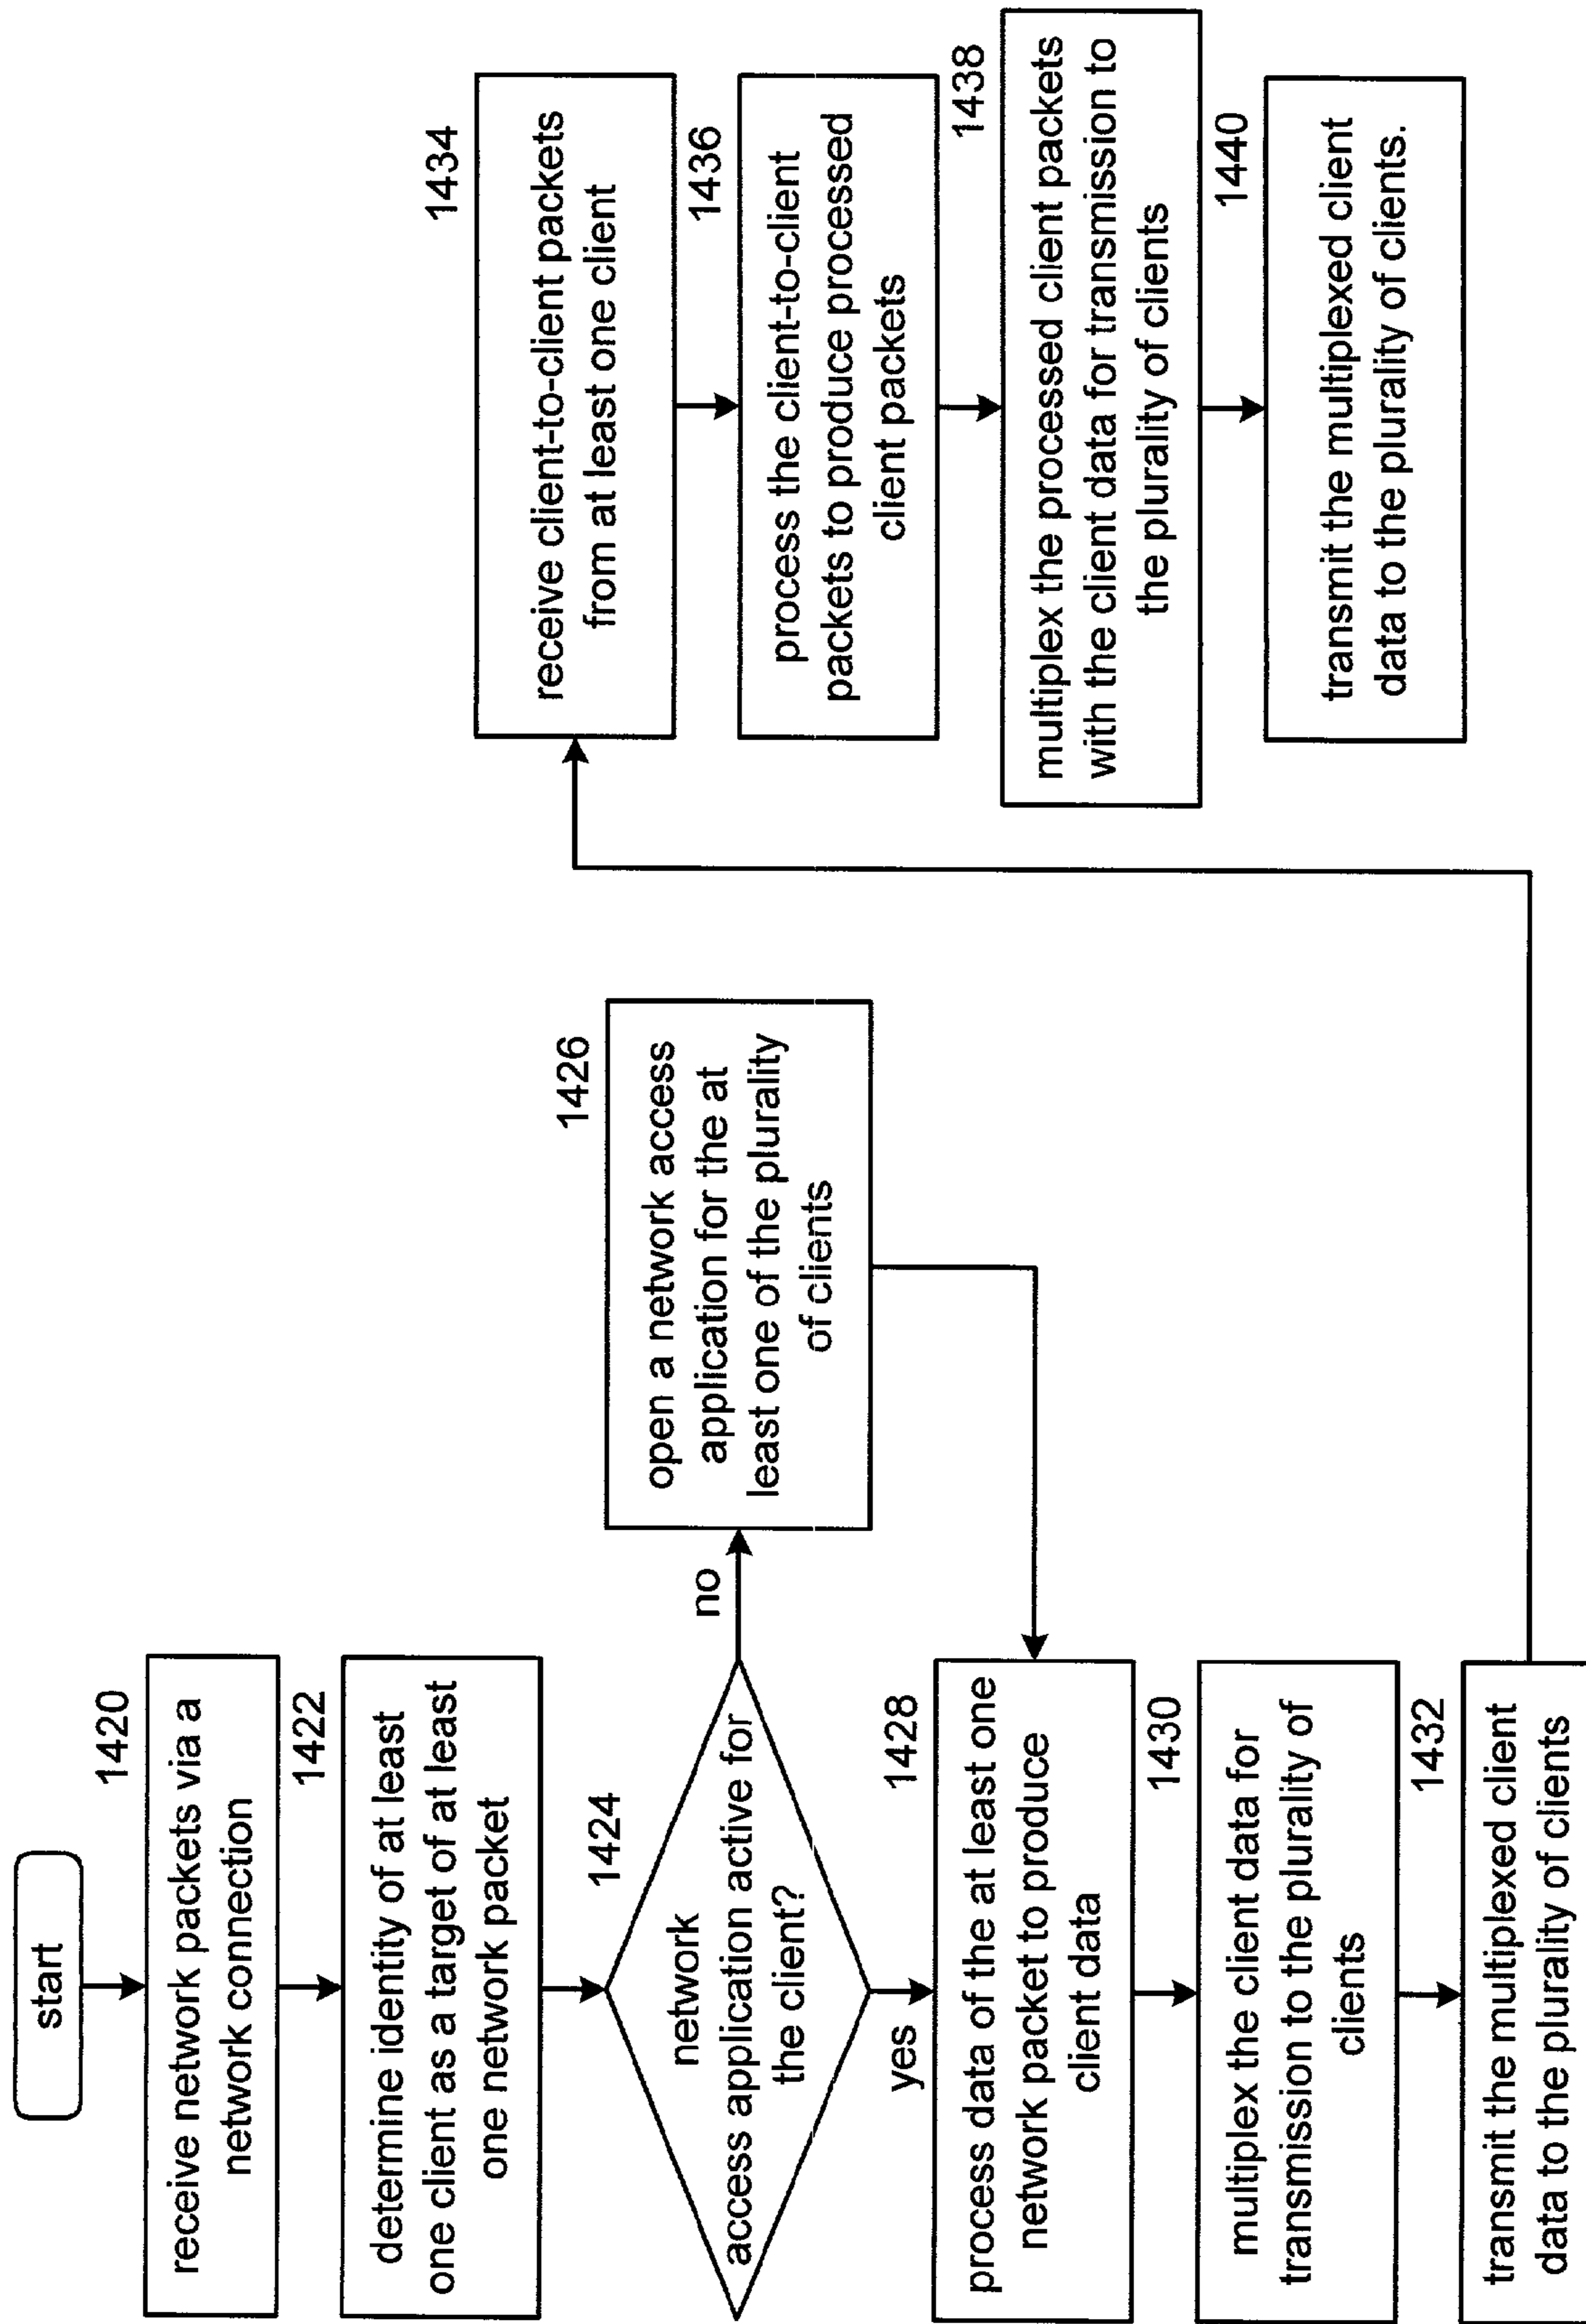 start
1420
receive network packets via a
network connection
1422
determine identity of at least
one client as a target of at least
one network packet
1424
network
access application active for
the client?
no
yes
1426
open a network access
application for the at
least one of the plurality
of clients
1428
process data of the at least one
network packet to produce
client data
1430
multiplex the client data for
transmission to the plurality of
clients
1432
transmit the multiplexed client
data to the plurality of clients
1434
receive client-to-client packets
from at least one client
1436
process the client-to-client
packets to produce processed
client packets
1438
multiplex the processed client packets
with the client data for transmission to
the plurality of clients
1440
transmit the multiplexed client
data to the plurality of clients.